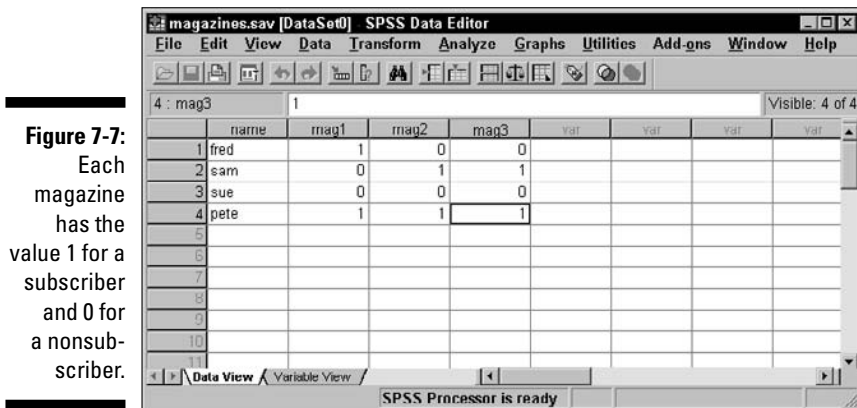 Figure 7-7:
Each
magazine
has the
value 1 for a
subscriber
and 0 for
a nonsub-
scriber.
magazines.sav [DataSet0] - SPSS Data Editor
File Edit View Data Transform Analyze Graphs Utilities Add-ons Window Help
4 : mag3 1 Visible: 4 of 4
name mag1 mag2 mag3 var var var var
1 fred 1 0 0
2 sam 0 1 1
3 sue 0 0 0
4 pete 1 1 1
5
6
7
8
9
10
11
Data View Variable View
SPSS Processor is ready